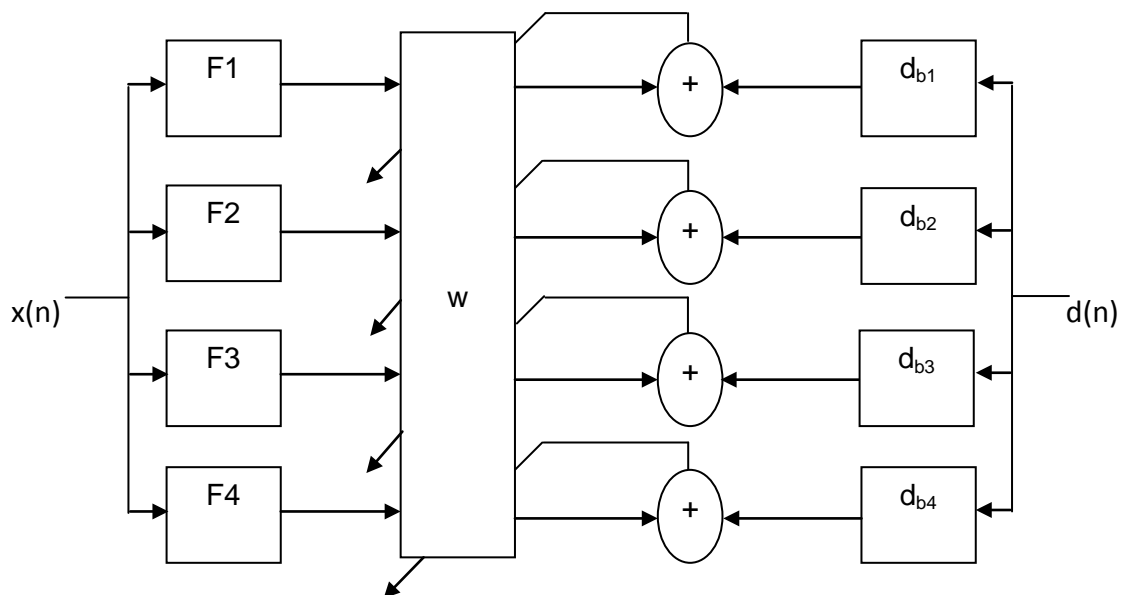 F1 + d_b1
F2 + d_b2
x(n) w d(n)
F3 + d_b3
F4 + d_b4